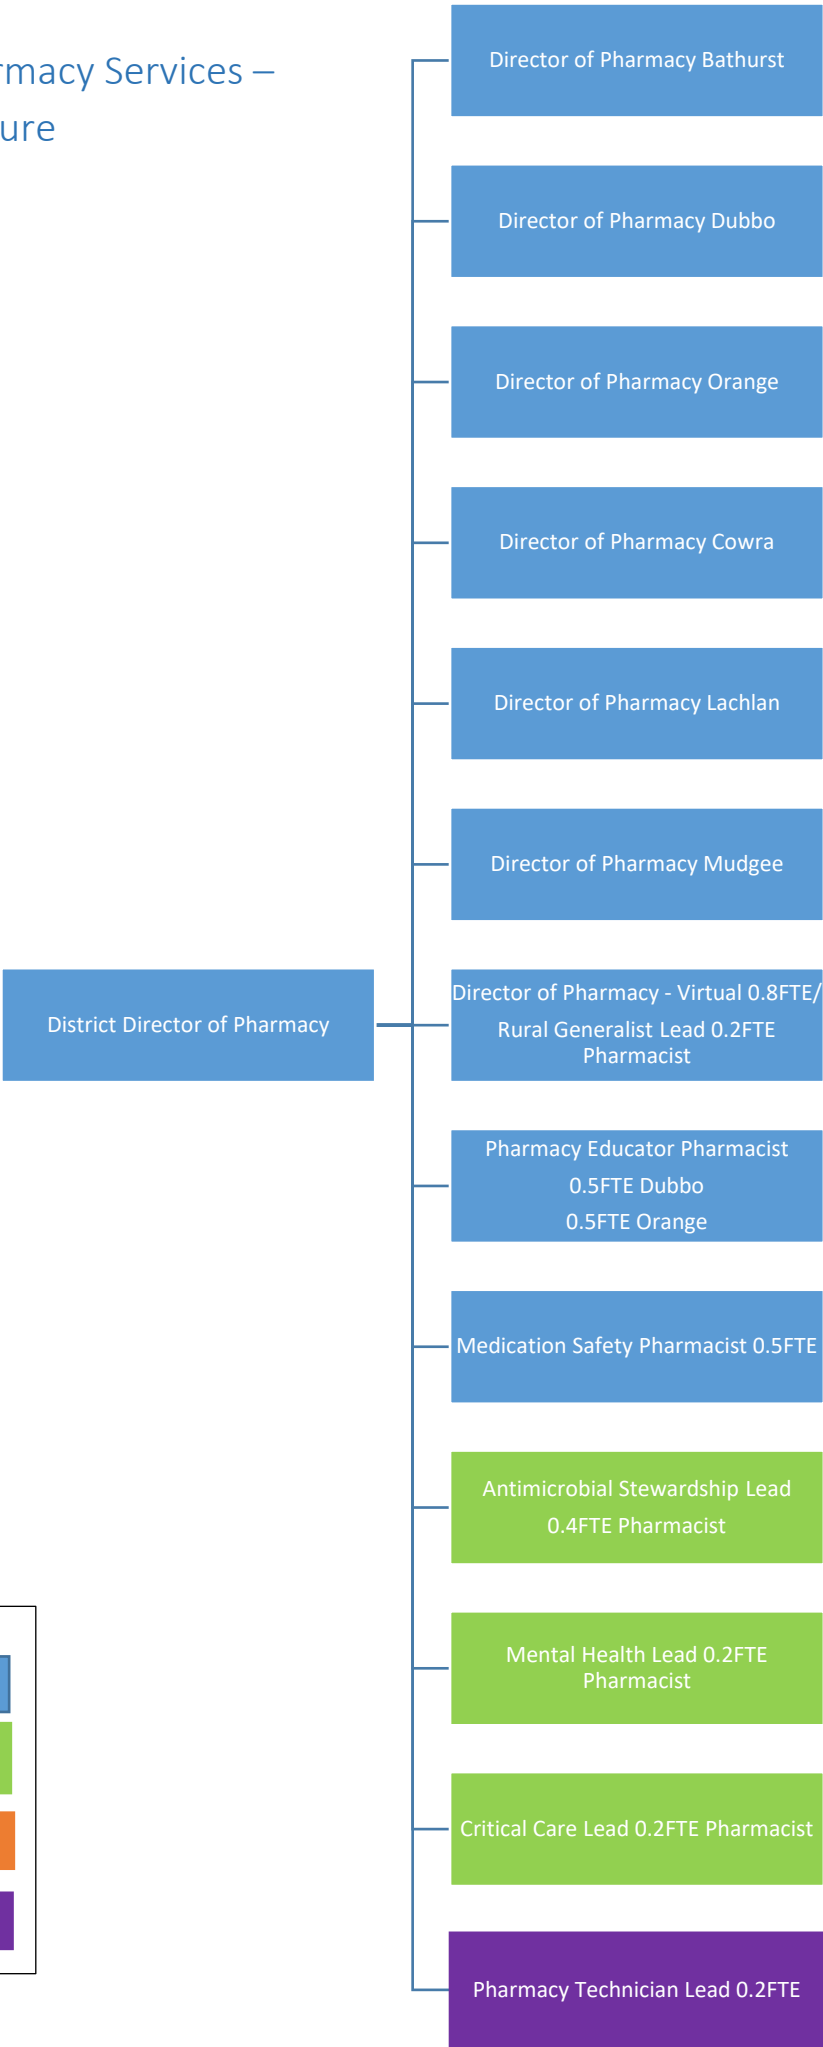 Director of Pharmacy Bathurst
Services –
Director of Pharmacy Dubbo
Director of Pharmacy Orange
Director of Pharmacy Cowra
Director of Pharmacy Lachlan
Director of Pharmacy Mudgee
District Director of Pharmacy
Director of Pharmacy - Virtual 0.8FTE/
Rural Generalist Lead 0.2FTE
Pharmacist
Pharmacy Educator Pharmacist
0.5FTE Dubbo
0.5FTE Orange
Medication Safety Pharmacist 0.5FTE
Antimicrobial Stewardship Lead
0.4FTE Pharmacist
Mental Health Lead 0.2FTE
Pharmacist
Critical Care Lead 0.2FTE Pharmacist
Pharmacy Technician Lead 0.2FTE